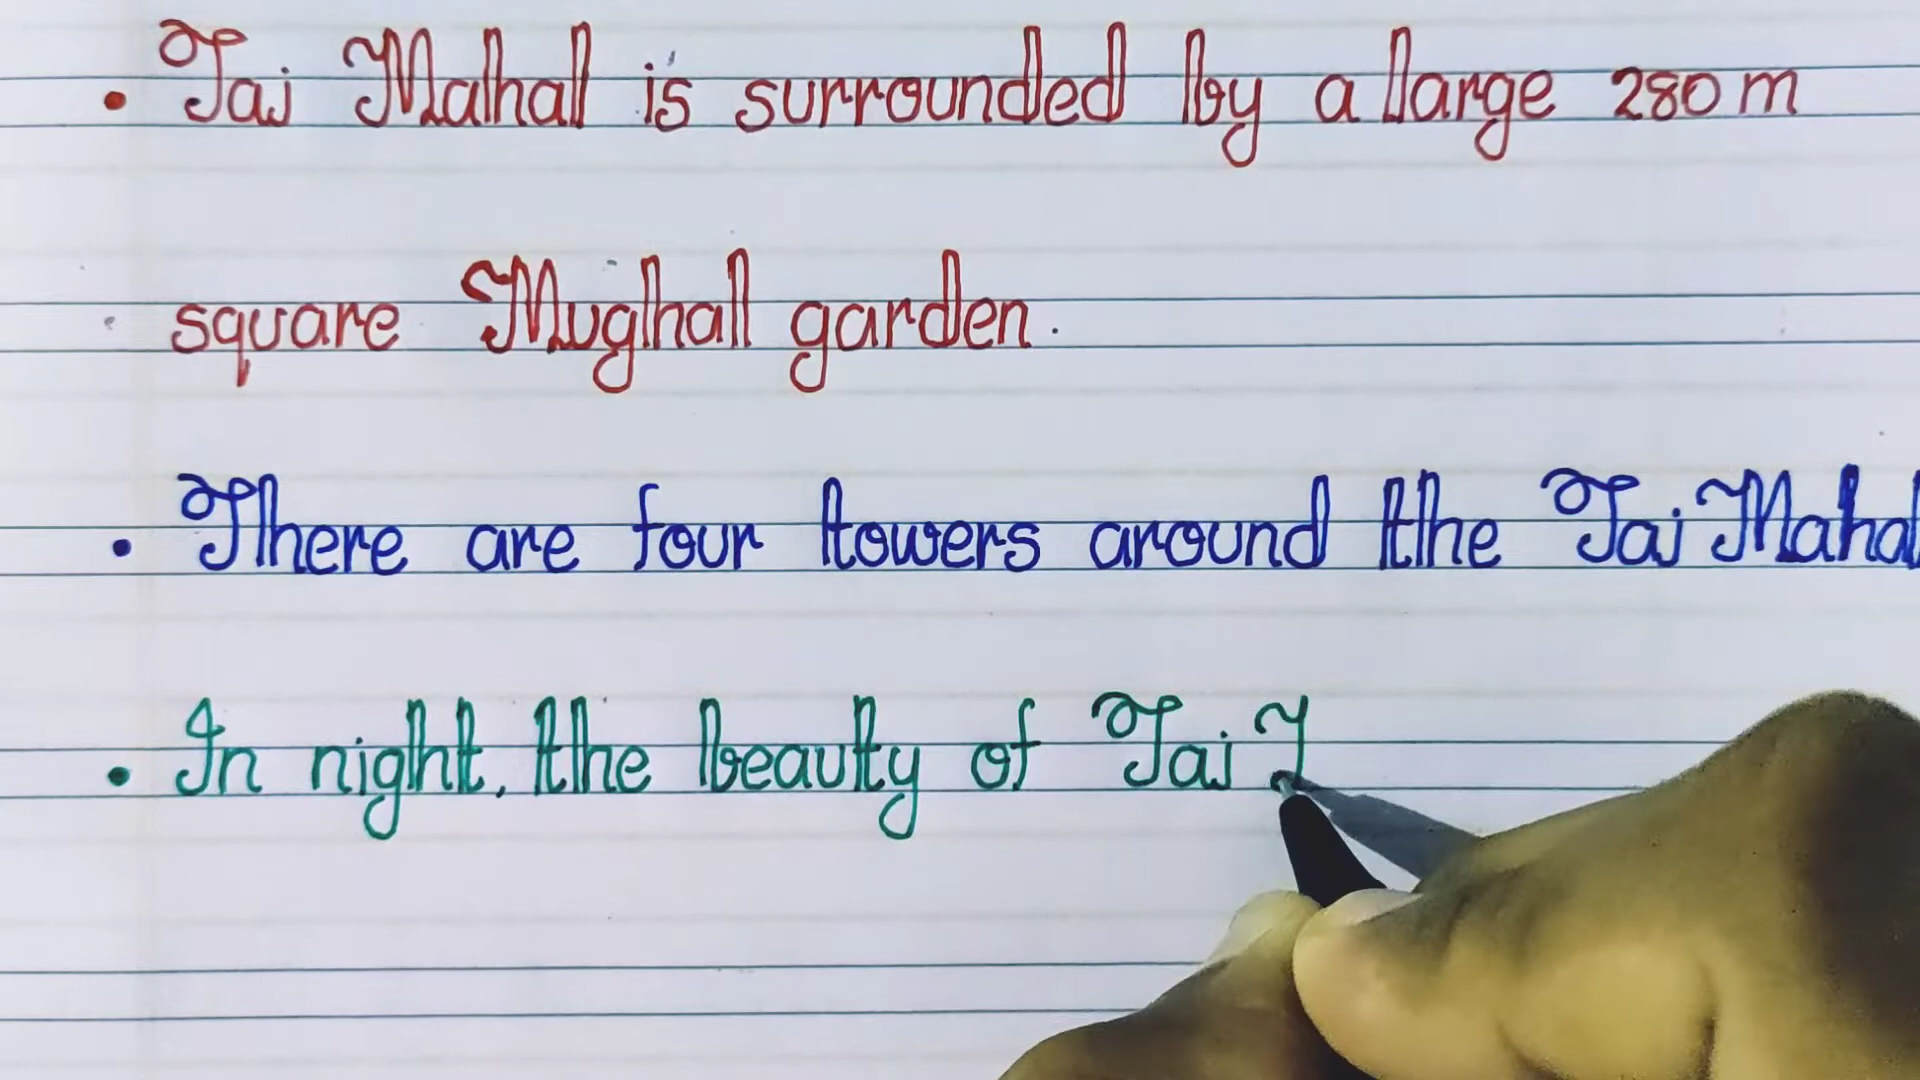 • Taj Mahal is surrounded by a large 280 m
square Mughal garden.
• There are four towers around the Taj Mahal
• In night, the beauty of Taj